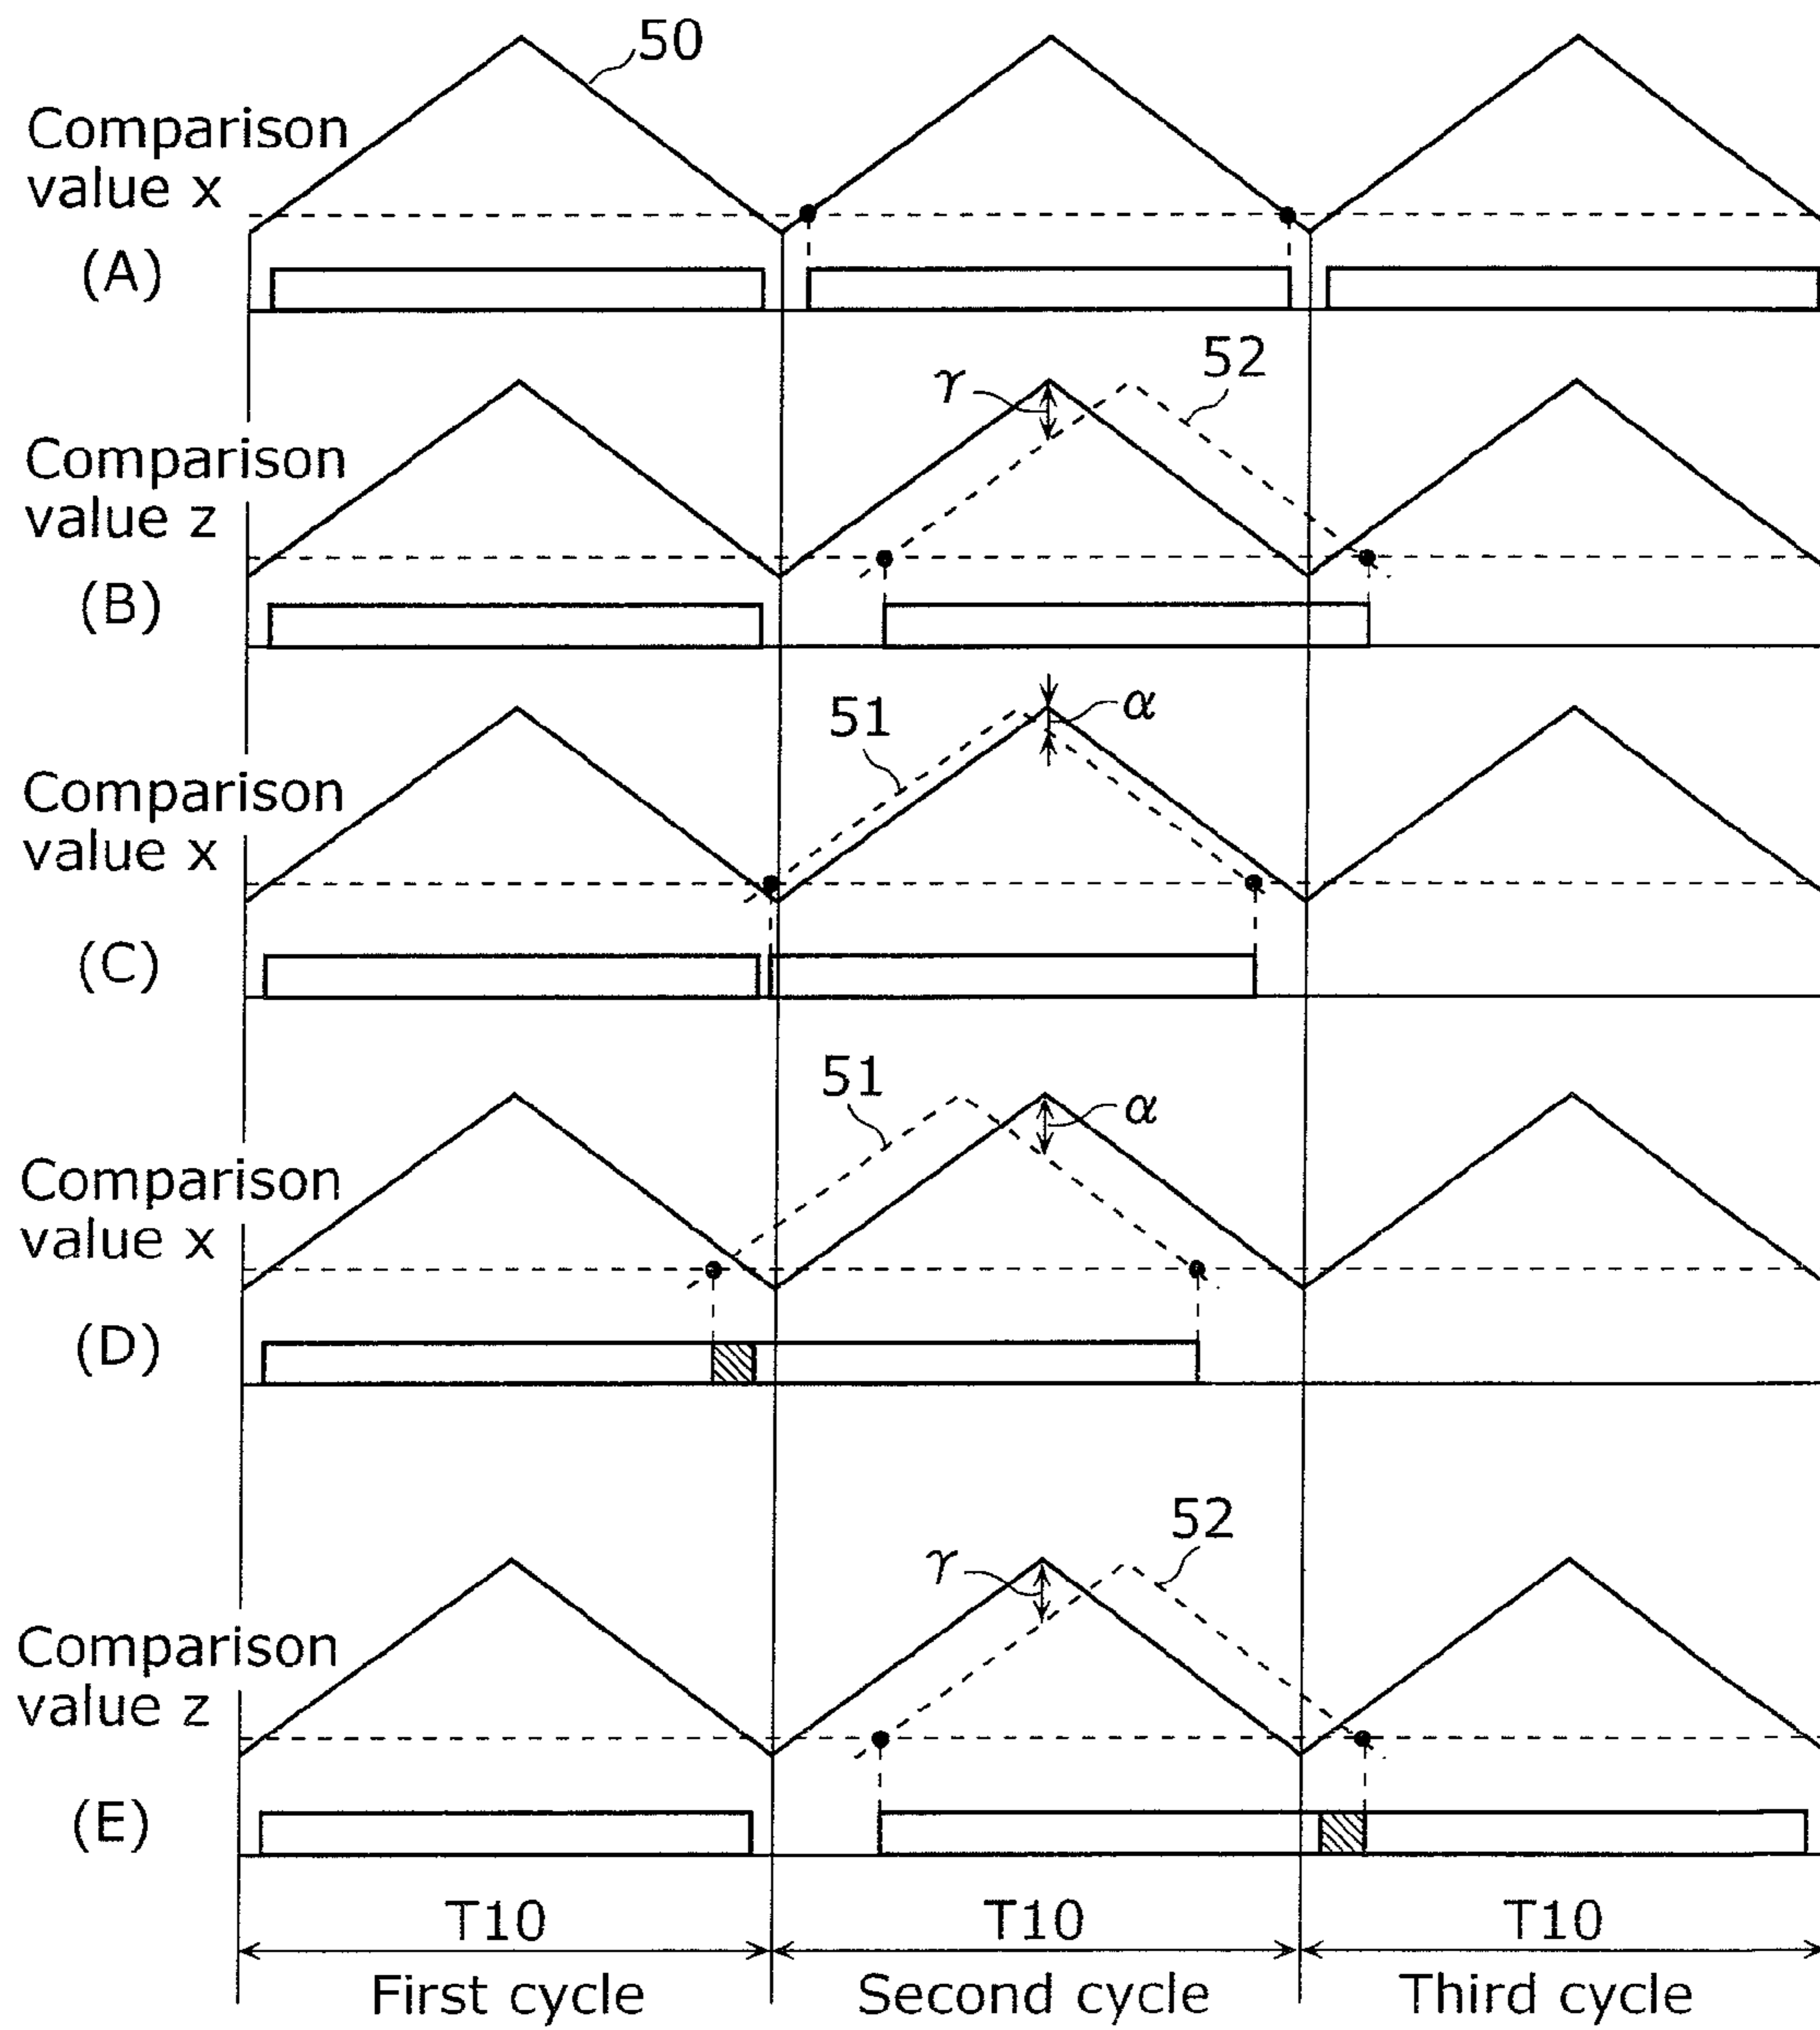 50
Comparison
value x
(A)
52
γ
Comparison
value z
(B)
51
α
Comparison
value x
(C)
51
α
Comparison
value x
(D)
52
γ
Comparison
value z
(E)
T10 T10 T10
First cycle Second cycle Third cycle